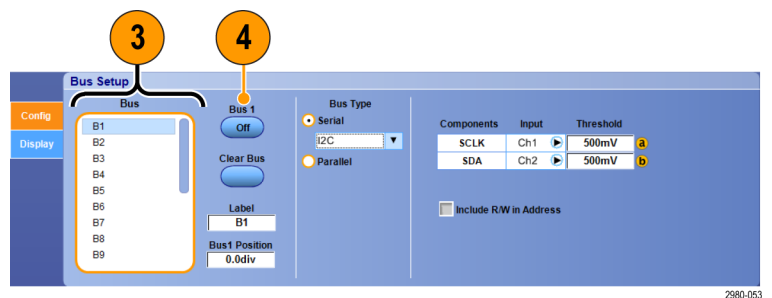 3
4
Bus Setup
Config
Display
Bus
B1
B2
B3
B4
B5
B6
B7
B8
B9
Bus 1
Off
Clear Bus
Label
B1
Bus1 Position
0.0div
Bus Type
Serial
I2C
Parallel
Components Input Threshold
SCLK Ch1 500mV a
SDA Ch2 500mV b
Include R/W in Address
2980-053